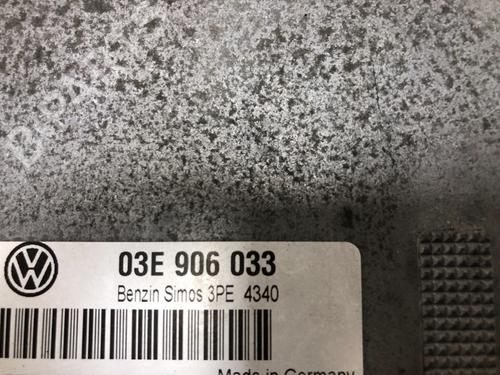 03E 906 033
Benzin Simos 3PE 4340
Made in Germany